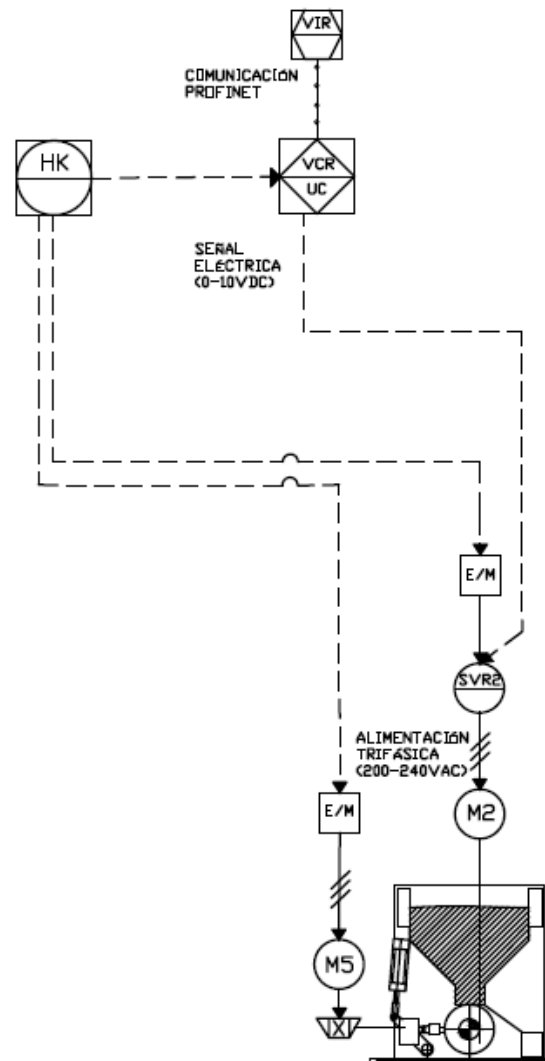 VIR
COMUNICACIÓN
PROFINET
HK
VCR
UC
SEÑAL
ELÉCTRICA
(0-10VDC)
E/M
SVR2
ALIMENTACIÓN
TRIFÁSICA
(200-240VAC)
E/M
M2
M5
X